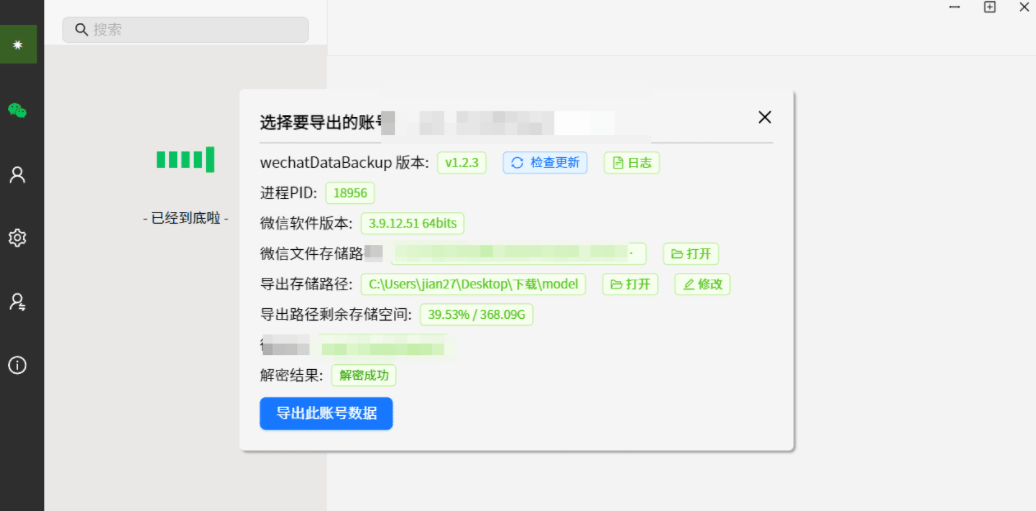 搜索
- 已经到底啦 -
选择要导出的账
wechatDataBackup 版本: v1.2.3 检查更新 日志
进程PID: 18956
微信软件版本: 3.9.12.51 64bits
微信文件存储路 打开
导出存储路径: C:\Users\jian27\Desktop\下载\model 打开 修改
导出路径剩余存储空间: 39.53% / 368.09G
解密结果: 解密成功
导出此账号数据